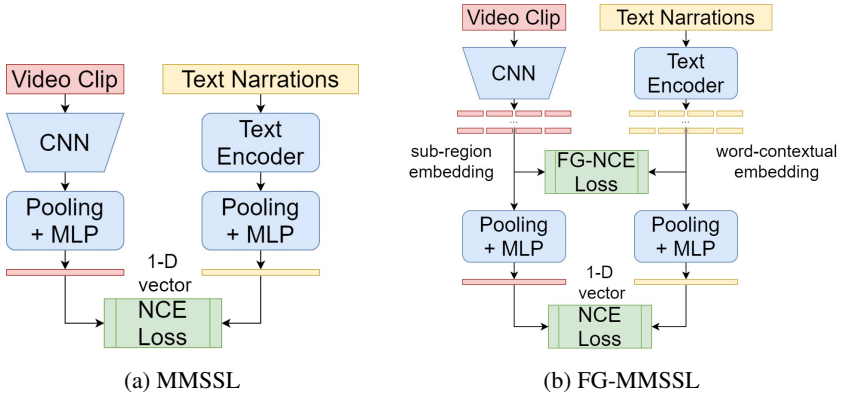 Video Clip
Text Narrations
CNN
Text
Encoder
Pooling
+ MLP
Pooling
+ MLP
1-D
vector
NCE
Loss
(a) MMSSL
Video Clip
Text Narrations
CNN
Text
Encoder
...
...
sub-region
embedding
FG-NCE
Loss
word-contextual
embedding
Pooling
+ MLP
Pooling
+ MLP
1-D
vector
NCE
Loss
(b) FG-MMSSL